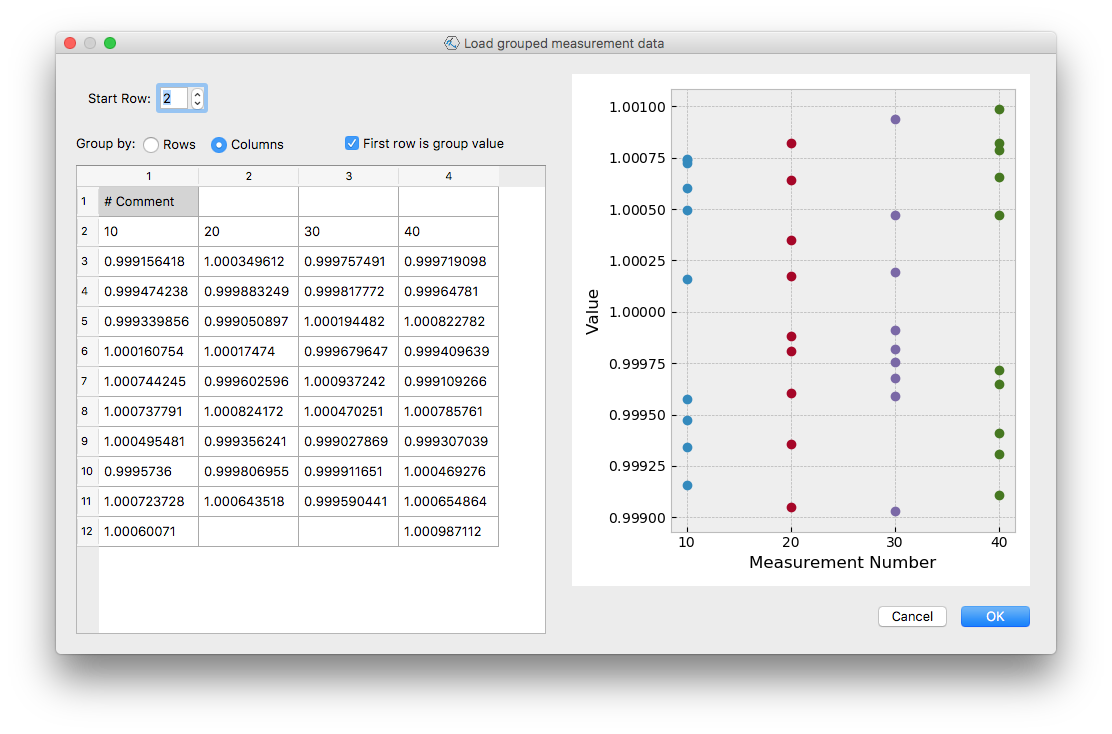 Load grouped measurement data
Start Row: 2
Group by: Rows Columns First row is group value
1 2 3 4
1 # Comment
2 10 20 30 40
3 0.999156418 1.000349612 0.999757491 0.999719098
4 0.999474238 0.999883249 0.999817772 0.99964781
5 0.999339856 0.999050897 1.000194482 1.000822782
6 1.000160754 1.00017474 0.999679647 0.999409639
7 1.000744245 0.999602596 1.000937242 0.999109266
8 1.000737791 1.000824172 1.000470251 1.000785761
9 1.000495481 0.999356241 0.999027869 0.999307039
10 0.9995736 0.999806955 0.999911651 1.000469276
11 1.000723728 1.000643518 0.999590441 1.000654864
12 1.00060071 1.000987112
Value
1.00100
1.00075
1.00050
1.00025
1.00000
0.99975
0.99950
0.99925
0.99900
10 20 30 40
Measurement Number
Cancel OK